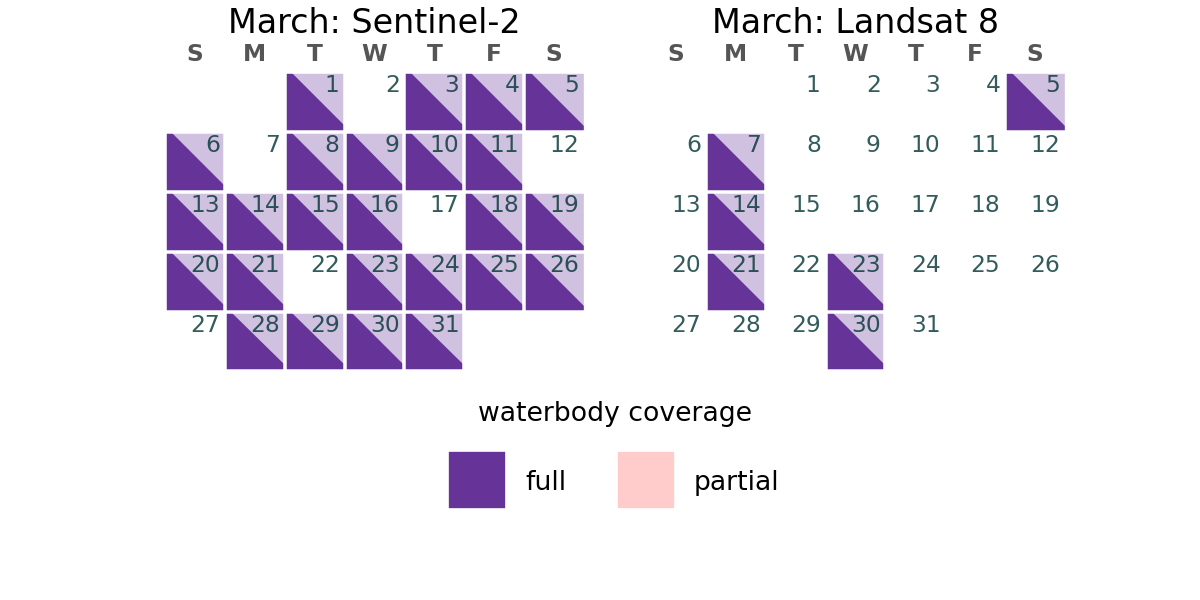 March: Sentinel-2
S M T W T F S
1 2 3 4 5
6 7 8 9 10 11 12
13 14 15 16 17 18 19
20 21 22 23 24 25 26
27 28 29 30 31
March: Landsat 8
S M T W T F S
1 2 3 4 5
6 7 8 9 10 11 12
13 14 15 16 17 18 19
20 21 22 23 24 25 26
27 28 29 30 31
waterbody coverage
full partial